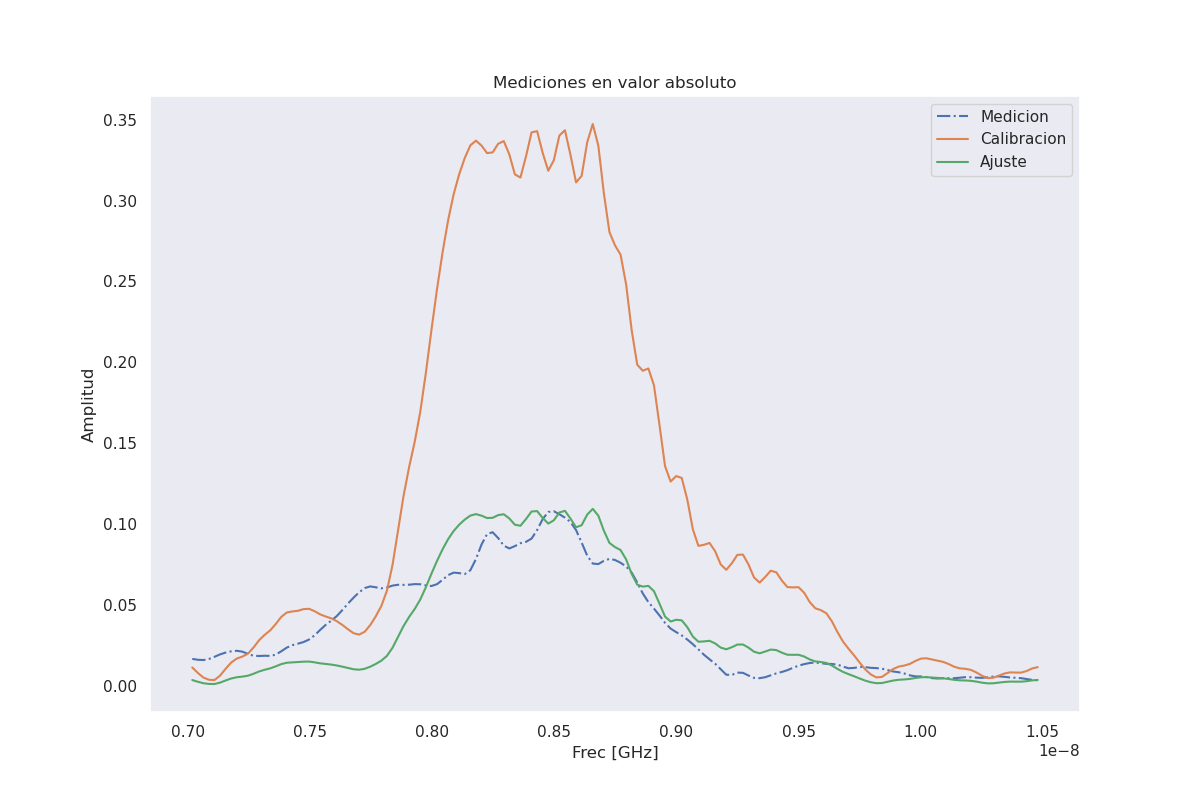 Mediciones en valor absoluto
Medicion
Calibracion
Ajuste
Amplitud
0.35
0.30
0.25
0.20
0.15
0.10
0.05
0.00
0.70 0.75 0.80 0.85 0.90 0.95 1.00 1.05
1e−8
Frec [GHz]